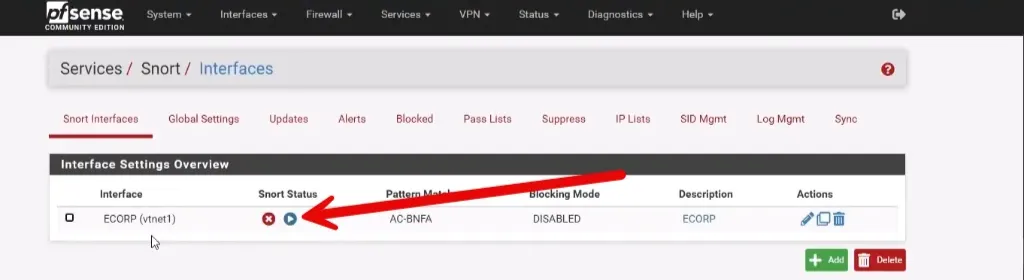 pfsense System Interfaces Firewall Services VPN Status Diagnostics Help
COMMUNITY EDITION
Services / Snort / Interfaces ?
Snort Interfaces Global Settings Updates Alerts Blocked Pass Lists Suppress IP Lists SID Mgmt Log Mgmt Sync
Interface Settings Overview
Interface Snort Status Pattern Blocking Mode Description Actions
ECORP (vtnet1) AC-BNFA DISABLED ECORP
Add Delete